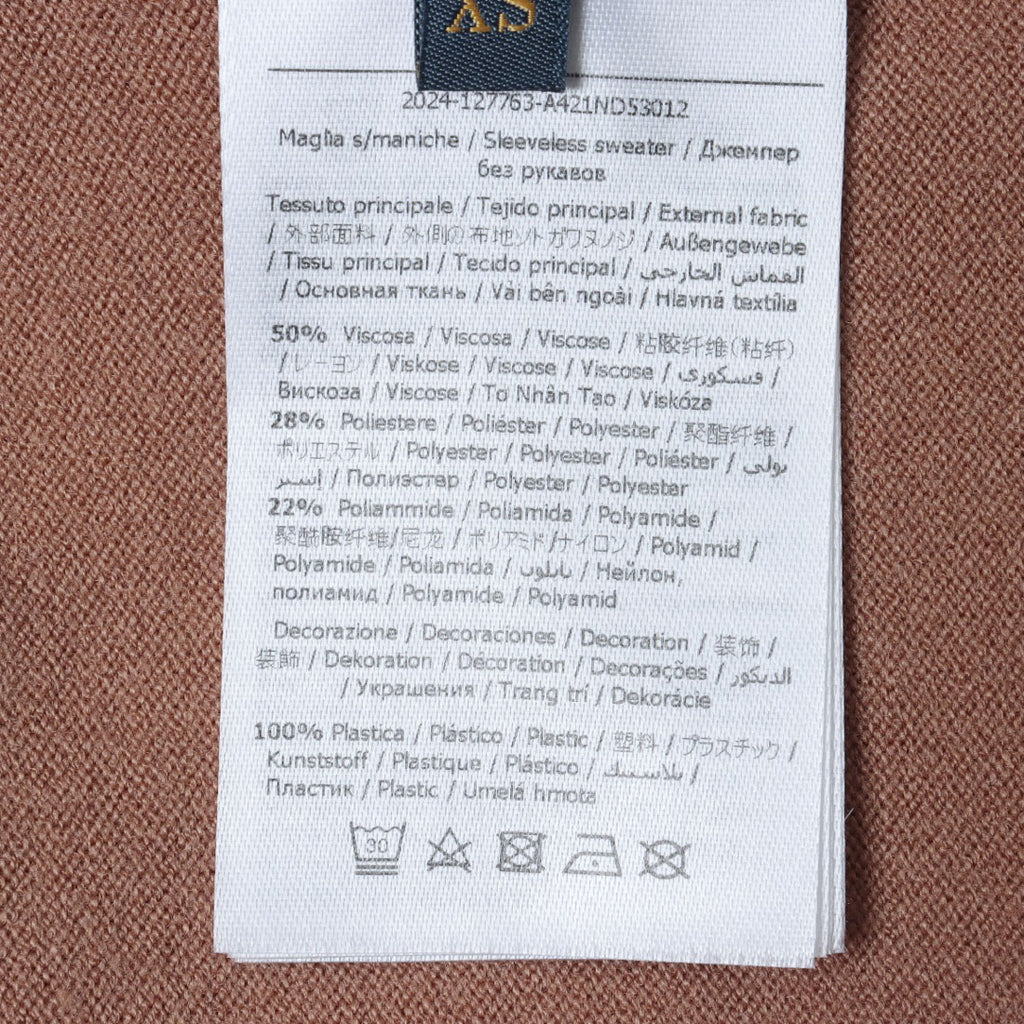 XS
2024-127763-A421ND53012
Maglia s/maniche / Sleeveless sweater / Джемпер
без рукавов
Tessuto principale / Tejido principal / External fabric
/ 外部面料 / 外側の布地ソトガワヌノジ / Außengewebe
/ Tissu principal / Tecido principal / القماش الخارجي
/ Основная ткань / Vải bên ngoài / Hlavná textília
50% Viscosa / Viscosa / Viscose / 粘胶纤维(粘纤)
/ レーヨン / Viskose / Viscose / Viscose / فسكوزى /
Вискоза / Viscose / Tơ Nhân Tạo / Viskóza
28% Poliestere / Poliéster / Polyester / 聚酯纤维 /
ポリエステル / Polyester / Polyester / Poliéster / بولى
إستر / Полиэстер / Polyester / Polyester
22% Poliammide / Poliamida / Polyamide /
聚酰胺纤维/尼龙 / ポリアミド/ナイロン / Polyamid /
Polyamide / Poliamida / نايلون / Нейлон,
полиамид / Polyamide / Polyamid
Decorazione / Decoraciones / Decoration / 装饰 /
装飾 / Dekoration / Décoration / Decorações / الديكور
/ Украшения / Trang trí / Dekorácie
100% Plastica / Plástico / Plastic / 塑料 / プラスチック /
Kunststoff / Plastique / Plástico / بلاستيك /
Пластик / Plastic / Umelá hmota
30